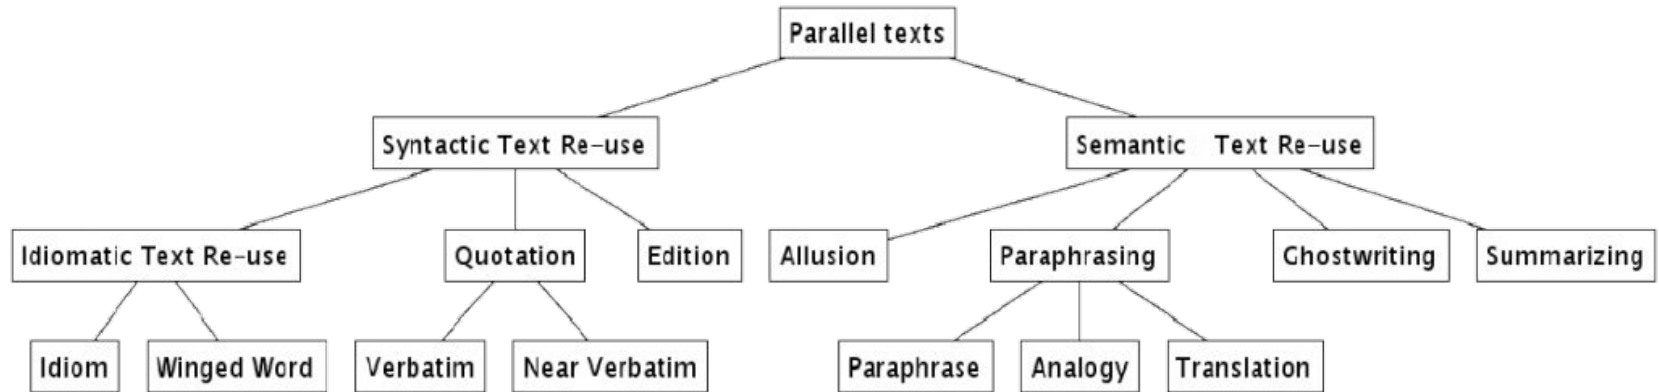 Parallel texts
Syntactic Text Re-use
Semantic Text Re-use
Idiomatic Text Re-use
Quotation
Edition
Allusion
Paraphrasing
Ghostwriting
Summarizing
Idiom
Winged Word
Verbatim
Near Verbatim
Paraphrase
Analogy
Translation